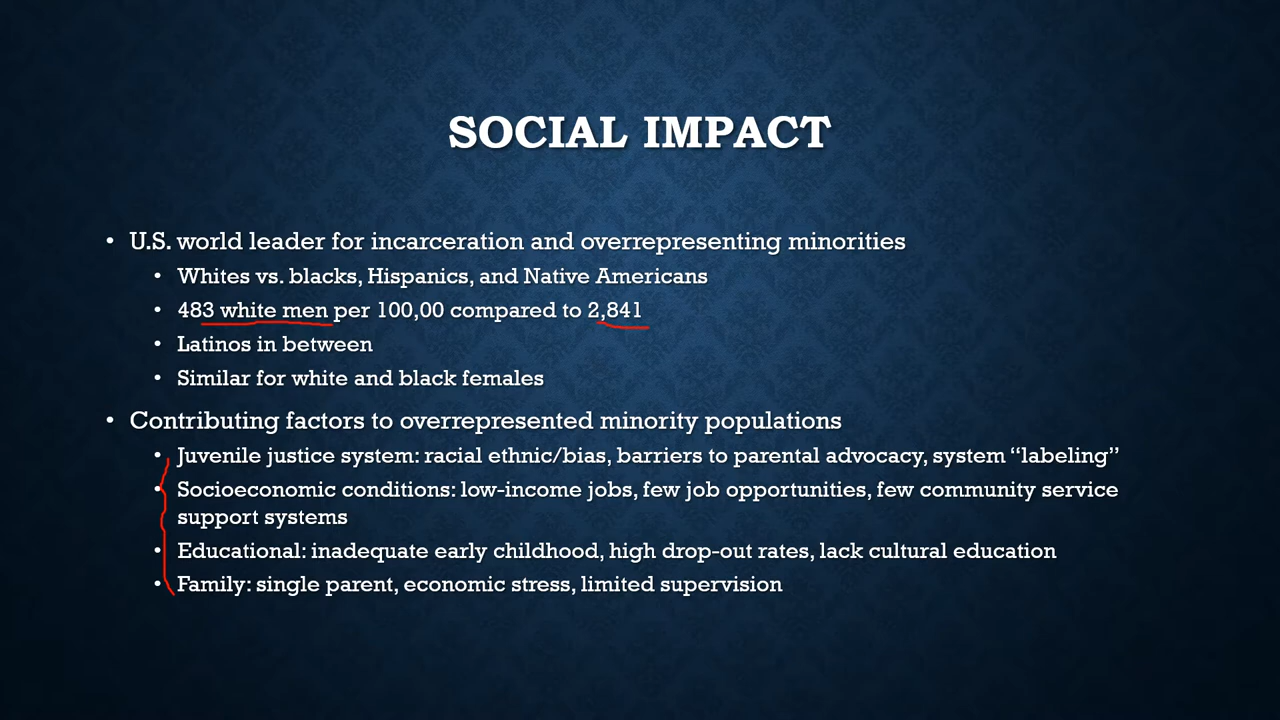 SOCIAL IMPACT
• U.S. world leader for incarceration and overrepresenting minorities
• Whites vs. blacks, Hispanics, and Native Americans
• 483 white men per 100,00 compared to 2,841
• Latinos in between
• Similar for white and black females
• Contributing factors to overrepresented minority populations
• Juvenile justice system: racial ethnic/bias, barriers to parental advocacy, system “labeling”
• Socioeconomic conditions: low-income jobs, few job opportunities, few community service
support systems
• Educational: inadequate early childhood, high drop-out rates, lack cultural education
• Family: single parent, economic stress, limited supervision